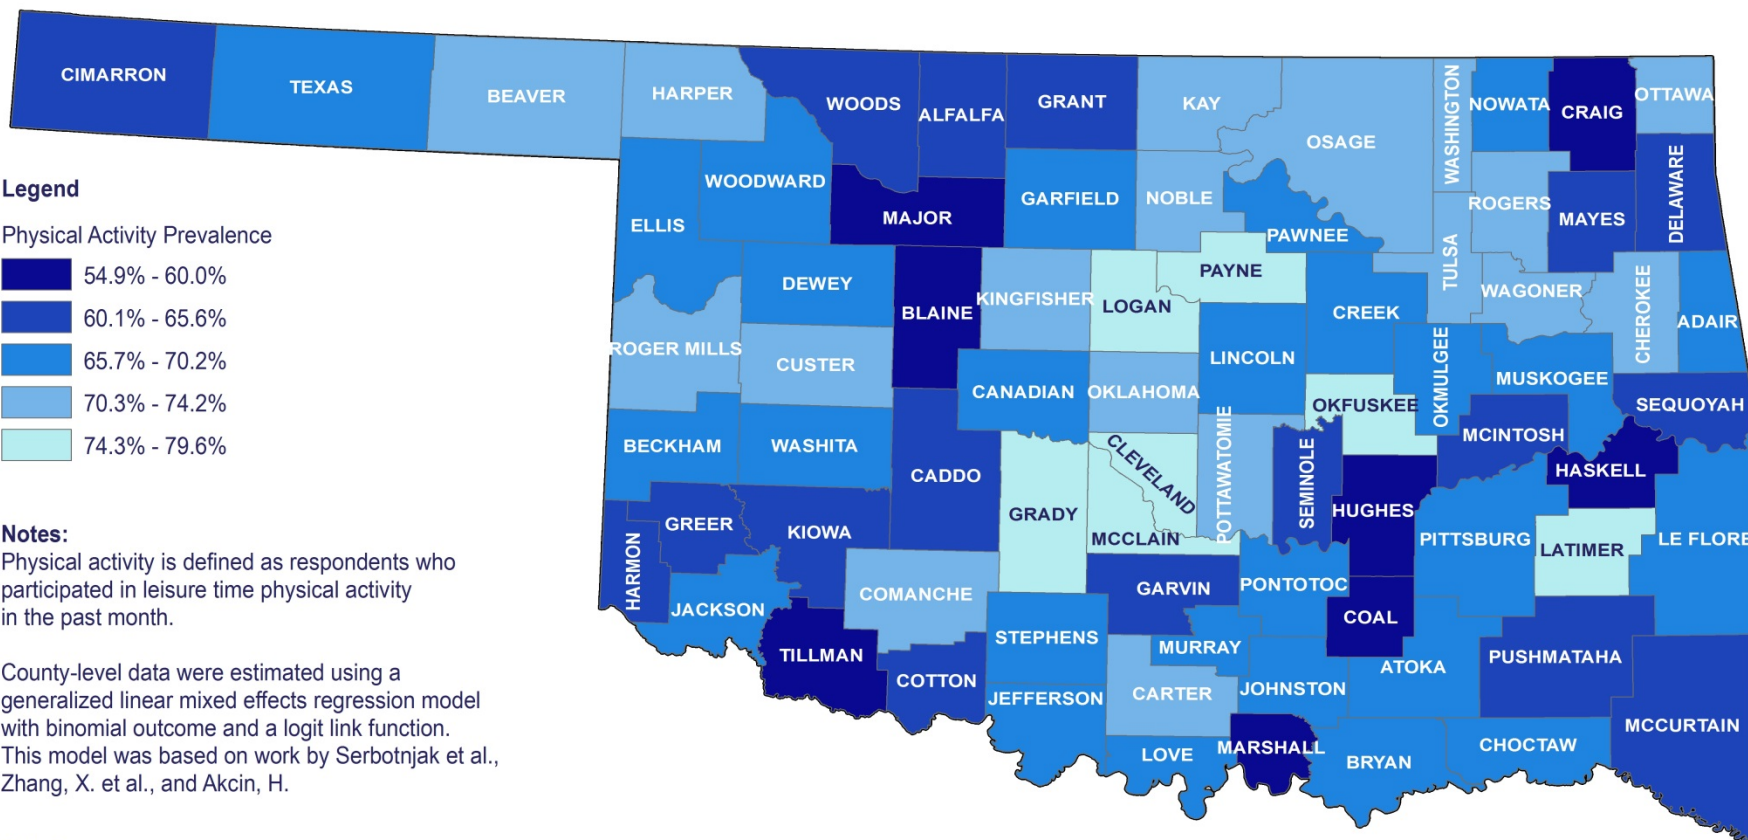 CIMARRON
TEXAS
BEAVER
HARPER
WOODS
ALFALFA
GRANT
KAY
OSAGE
WASHINGTON
NOWATA
CRAIG
OTTAWA
WOODWARD
ELLIS
MAJOR
GARFIELD
NOBLE
PAWNEE
TULSA
ROGERS
MAYES
DELAWARE
Legend
Physical Activity Prevalence
54.9% - 60.0%
60.1% - 65.6%
65.7% - 70.2%
70.3% - 74.2%
74.3% - 79.6%
DEWEY
BLAINE
KINGFISHER
LOGAN
PAYNE
CREEK
WAGONER
CHEROKEE
ADAIR
ROGER MILLS
CUSTER
CANADIAN
OKLAHOMA
LINCOLN
OKFUSKEE
OKMULGEE
MUSKOGEE
SEQUOYAH
BECKHAM
WASHITA
CADDO
GRADY
CLEVELAND
MCCLAIN
POTTAWATOMIE
SEMINOLE
HUGHES
MCINTOSH
HASKELL
PITTSBURG
LATIMER
LE FLORE
HARMON
GREER
KIOWA
JACKSON
COMANCHE
TILLMAN
COTTON
STEPHENS
JEFFERSON
GARVIN
MURRAY
CARTER
LOVE
PONTOTOC
JOHNSTON
MARSHALL
COAL
ATOKA
BRYAN
PUSHMATAHA
CHOCTAW
MCCURTAIN
Notes:
Physical activity is defined as respondents who
participated in leisure time physical activity
in the past month.
County-level data were estimated using a
generalized linear mixed effects regression model
with binomial outcome and a logit link function.
This model was based on work by Serbotnjak et al.,
Zhang, X. et al., and Akcin, H.